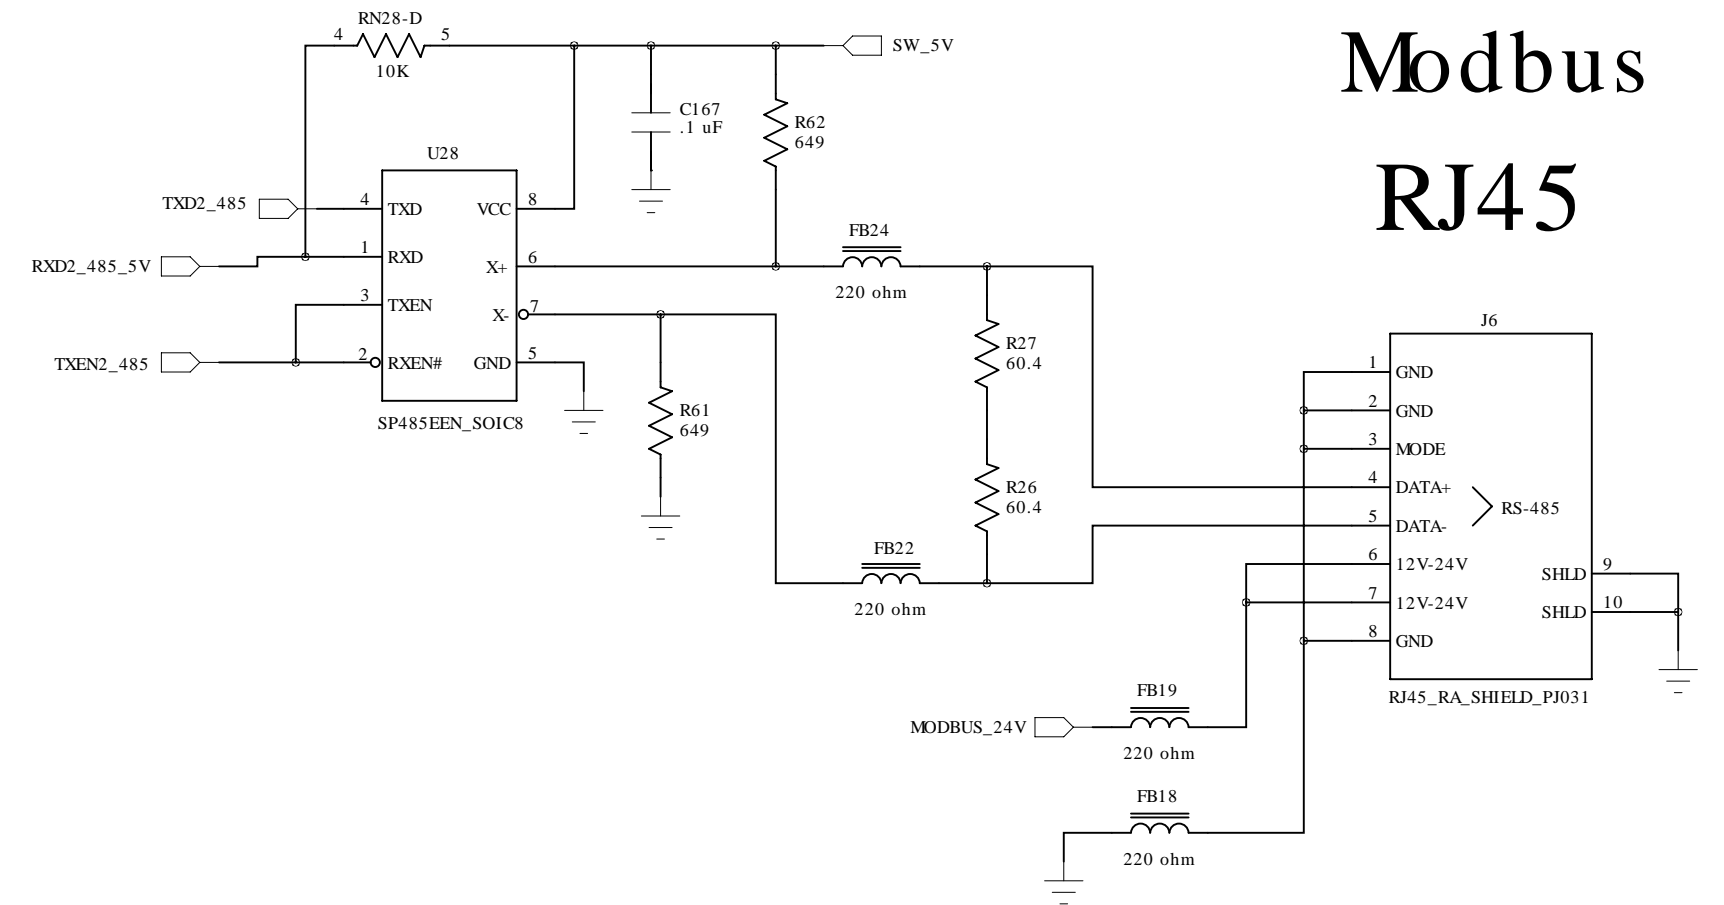 Modbus
RJ45
RN28-D
4 5
10K
SW_5V
C167
.1 uF
R62
649
U28
TXD2_485
4 TXD
VCC 8
RXD2_485_5V
1 RXD
X+ 6
3 TXEN
X- 7
TXEN2_485
2 RXEN#
GND 5
SP485EEN_SOIC8
R61
649
FB24
220 ohm
R27
60.4
R26
60.4
FB22
220 ohm
J6
1 GND
2 GND
3 MODE
4 DATA+
RS-485
5 DATA-
6 12V-24V
SHLD 9
7 12V-24V
SHLD 10
8 GND
RJ45_RA_SHIELD_PJ031
FB19
MODBUS_24V
220 ohm
FB18
220 ohm